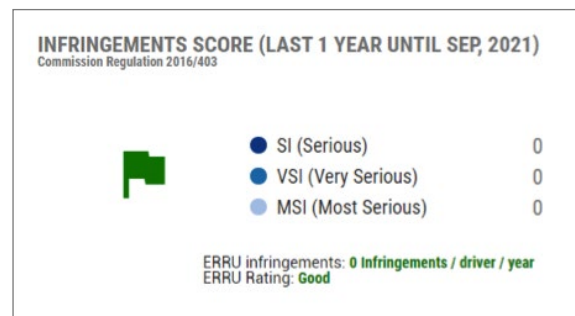 INFRINGEMENTS SCORE (LAST 1 YEAR UNTIL SEP, 2021)
Commission Regulation 2016/403
SI (Serious) 0
VSI (Very Serious) 0
MSI (Most Serious) 0
ERRU infringements: 0 Infringements / driver / year
ERRU Rating: Good